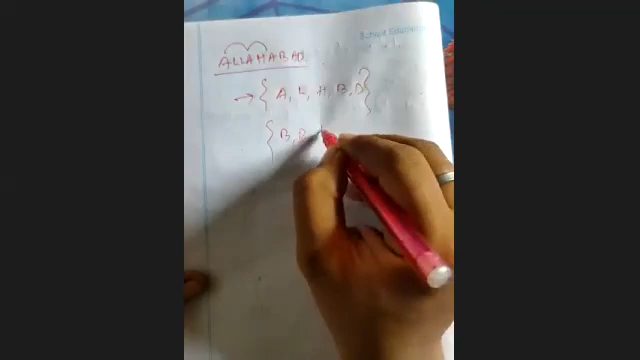 ALLAHABAD
→ { A, L, H, B, D }
{ B,